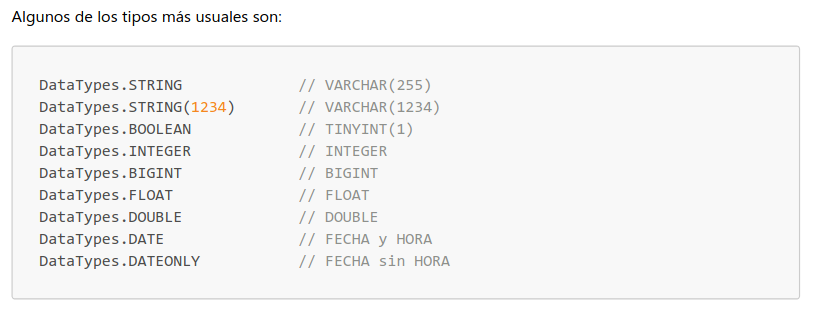 Algunos de los tipos más usuales son:
DataTypes.STRING // VARCHAR(255)
DataTypes.STRING(1234) // VARCHAR(1234)
DataTypes.BOOLEAN // TINYINT(1)
DataTypes.INTEGER // INTEGER
DataTypes.BIGINT // BIGINT
DataTypes.FLOAT // FLOAT
DataTypes.DOUBLE // DOUBLE
DataTypes.DATE // FECHA y HORA
DataTypes.DATEONLY // FECHA sin HORA